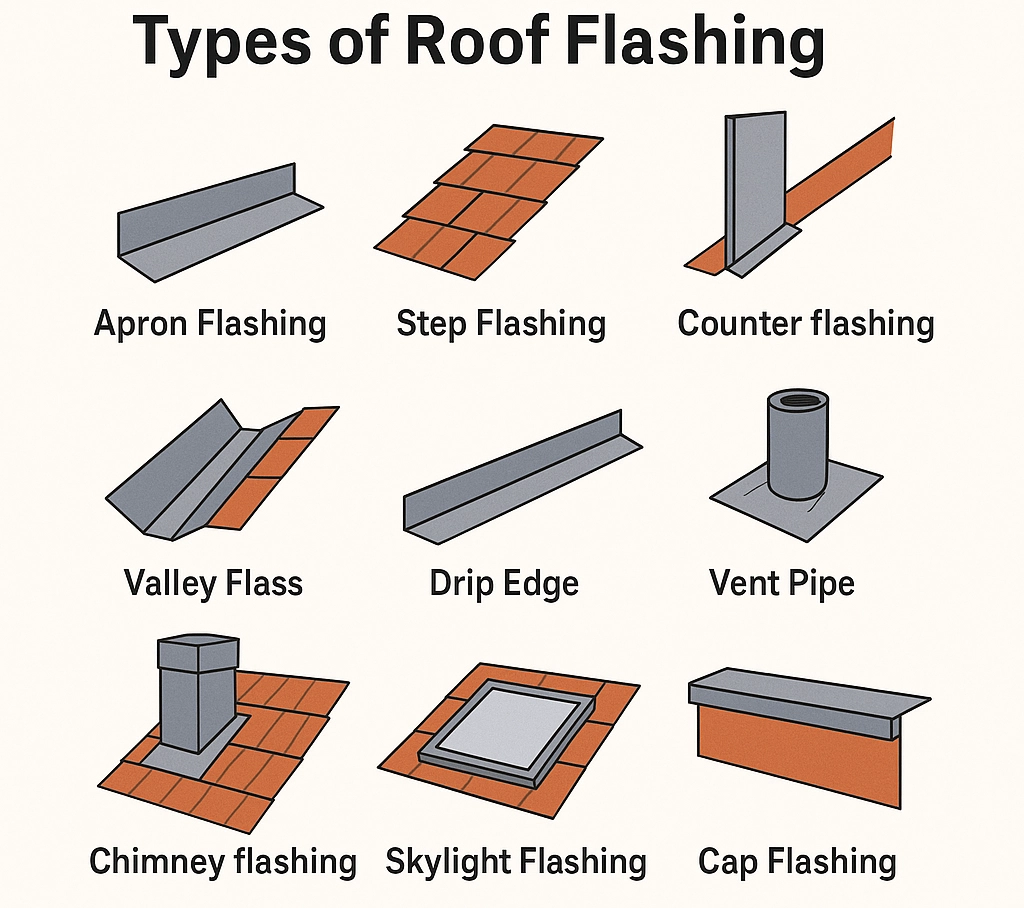 Types of Roof Flashing
Apron Flashing
Step Flashing
Counter flashing
Valley Flass
Drip Edge
Vent Pipe
Chimney flashing
Skylight Flashing
Cap Flashing